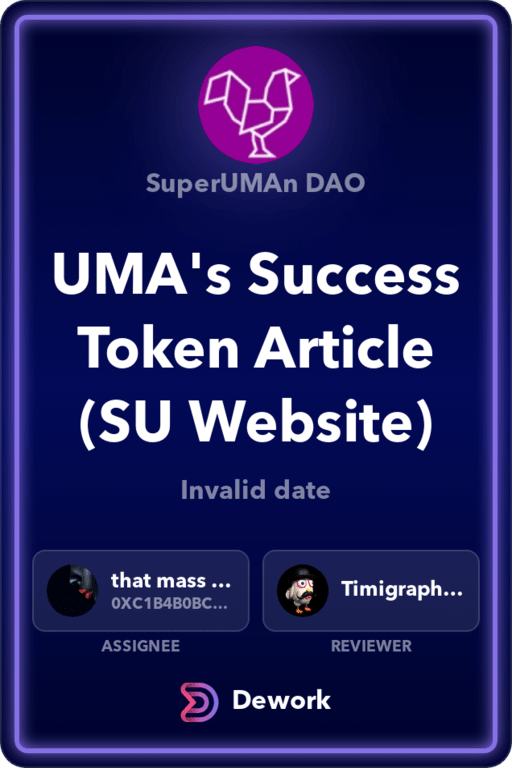 SuperUMAn DAO
UMA's Success
Token Article
(SU Website)
Invalid date
that mass ...
0XC1B4B0BC...
Timigraph...
ASSIGNEE
REVIEWER
Dework